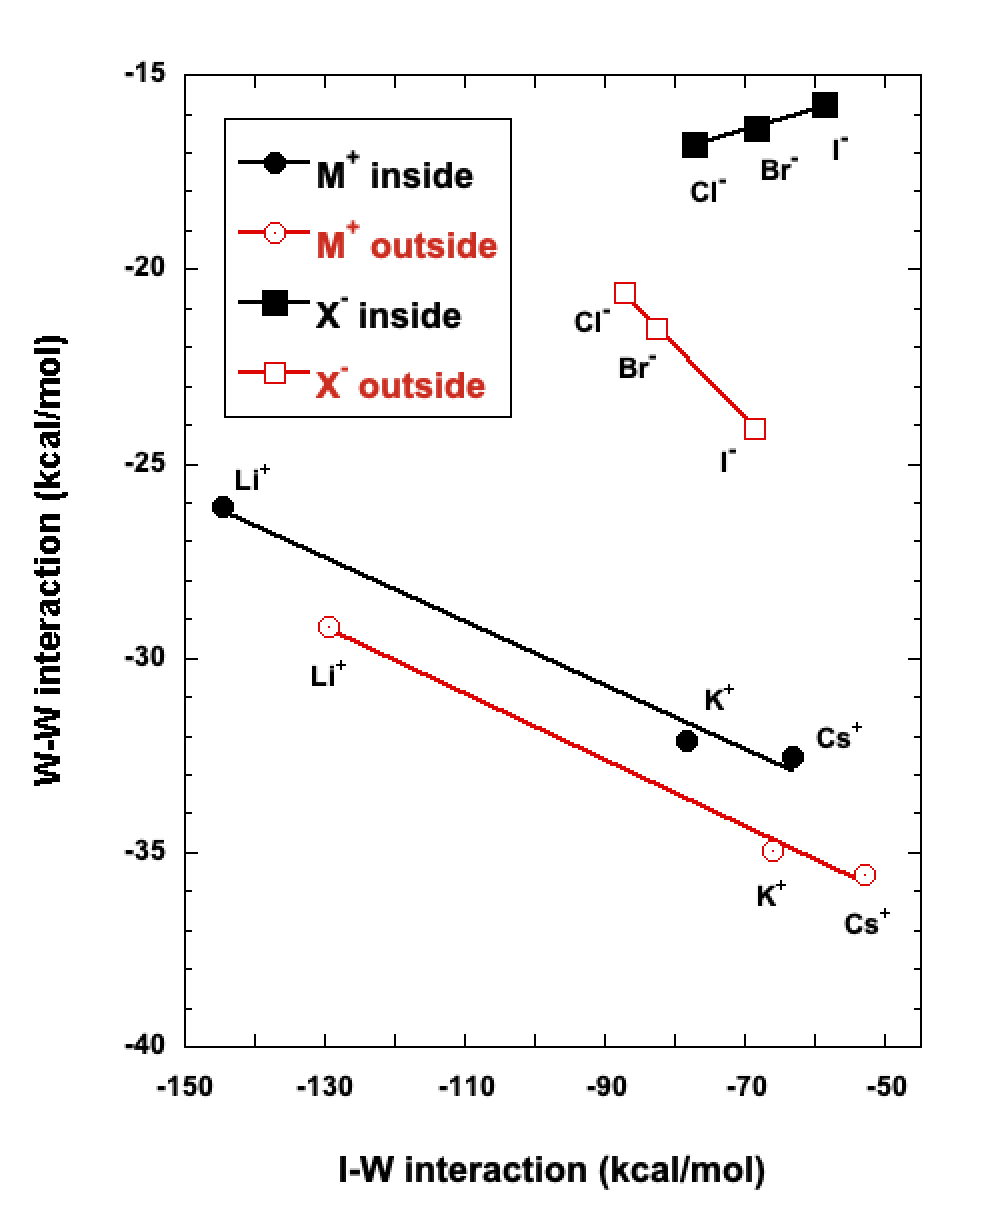 -15
-20
-25
-30
-35
-40
W-W interaction (kcal/mol)
M⁺ inside
M⁺ outside
X⁻ inside
X⁻ outside
Cl⁻
Br⁻
I⁻
Cl⁻
Br⁻
I⁻
Li⁺
Li⁺
K⁺
Cs⁺
K⁺
Cs⁺
-150 -130 -110 -90 -70 -50
I-W interaction (kcal/mol)